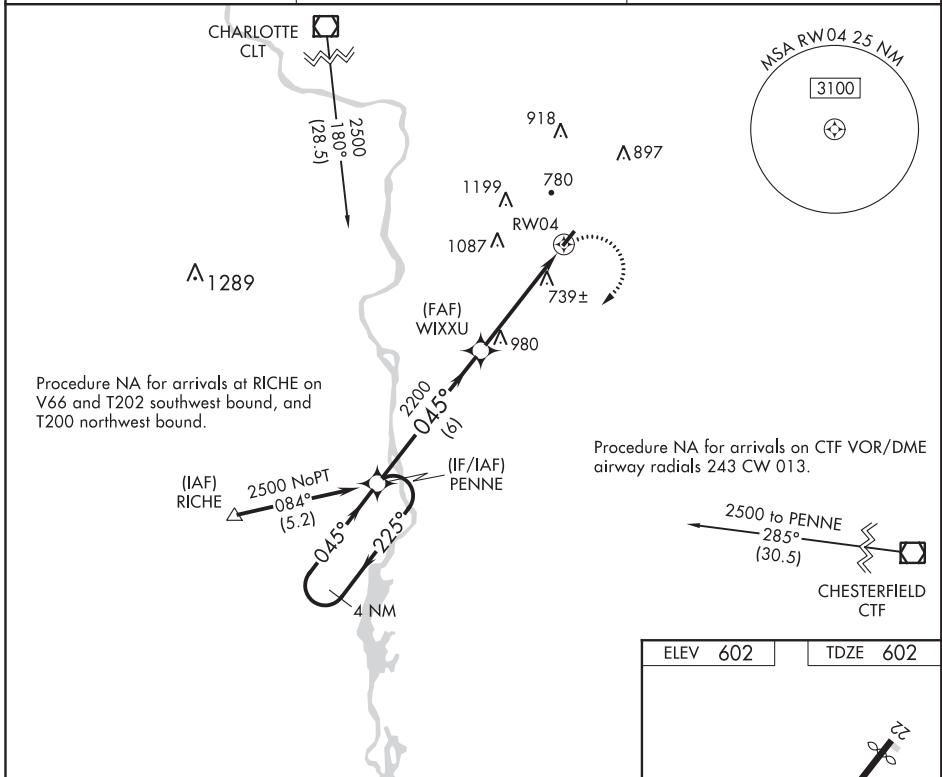 CHARLOTTE
CLT
2500
180°
(28.5)
MSA RW04 25 NM
3100
918
897
1199
780
RW04
1087
1289
739±
(FAF)
WIXXU
980
Procedure NA for arrivals at RICHE on
V66 and T202 southwest bound, and
T200 northwest bound.
2200
045°
(6)
Procedure NA for arrivals on CTF VOR/DME
airway radials 243 CW 013.
(IAF)
RICHE
2500 NoPT
084°
(5.2)
(IF/IAF)
PENNE
045°
225°
4 NM
2500 to PENNE
285°
(30.5)
CHESTERFIELD
CTF
ELEV 602
TDZE 602
22